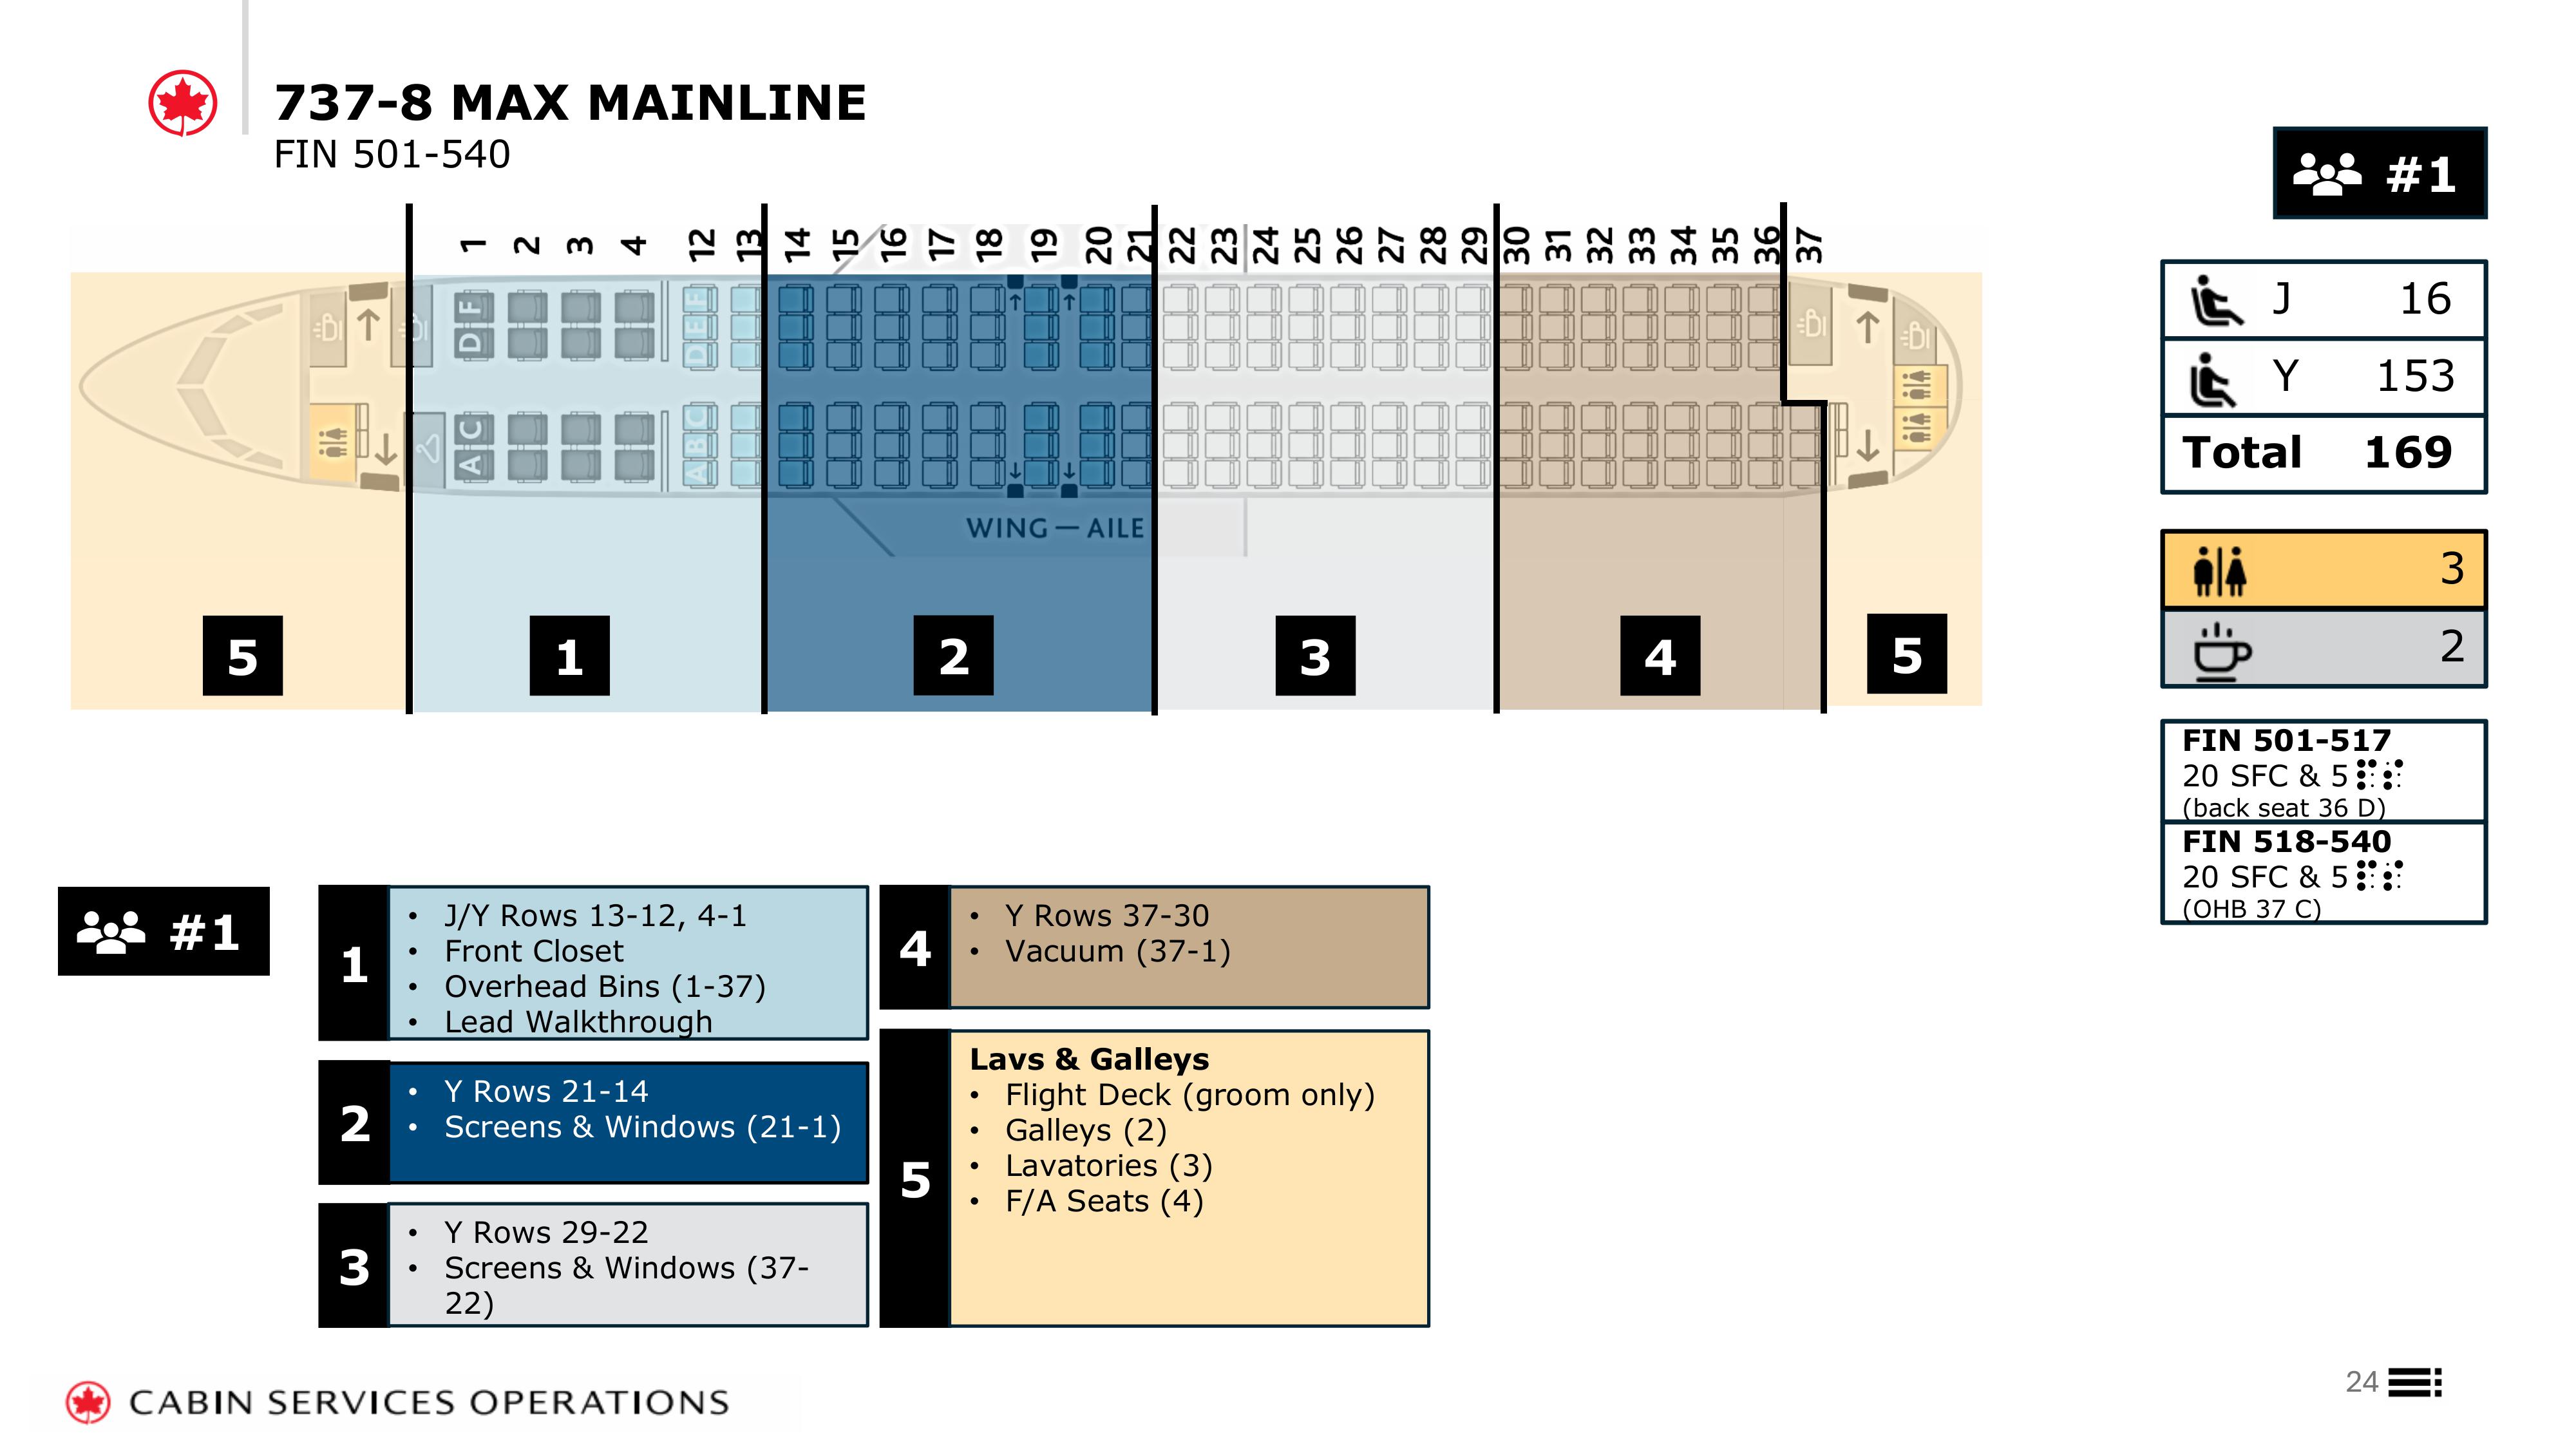 737-8 MAX MAINLINE
FIN 501-540
#1
1 2 3 4 12 13 14 15 16 17 18 19 20 21 22 23 24 25 26 27 28 29 30 31 32 33 34 35 36 37
D F
D E F
A C
A B C
WING — AILE
5 1 2 3 4 5
J 16
Y 153
Total 169
3
2
FIN 501-517
20 SFC & 5
(back seat 36 D)
FIN 518-540
20 SFC & 5
(OHB 37 C)
#1
1
• J/Y Rows 13-12, 4-1
• Front Closet
• Overhead Bins (1-37)
• Lead Walkthrough
2
• Y Rows 21-14
• Screens & Windows (21-1)
3
• Y Rows 29-22
• Screens & Windows (37-
22)
4
• Y Rows 37-30
• Vacuum (37-1)
5
Lavs & Galleys
• Flight Deck (groom only)
• Galleys (2)
• Lavatories (3)
• F/A Seats (4)
CABIN SERVICES OPERATIONS
24